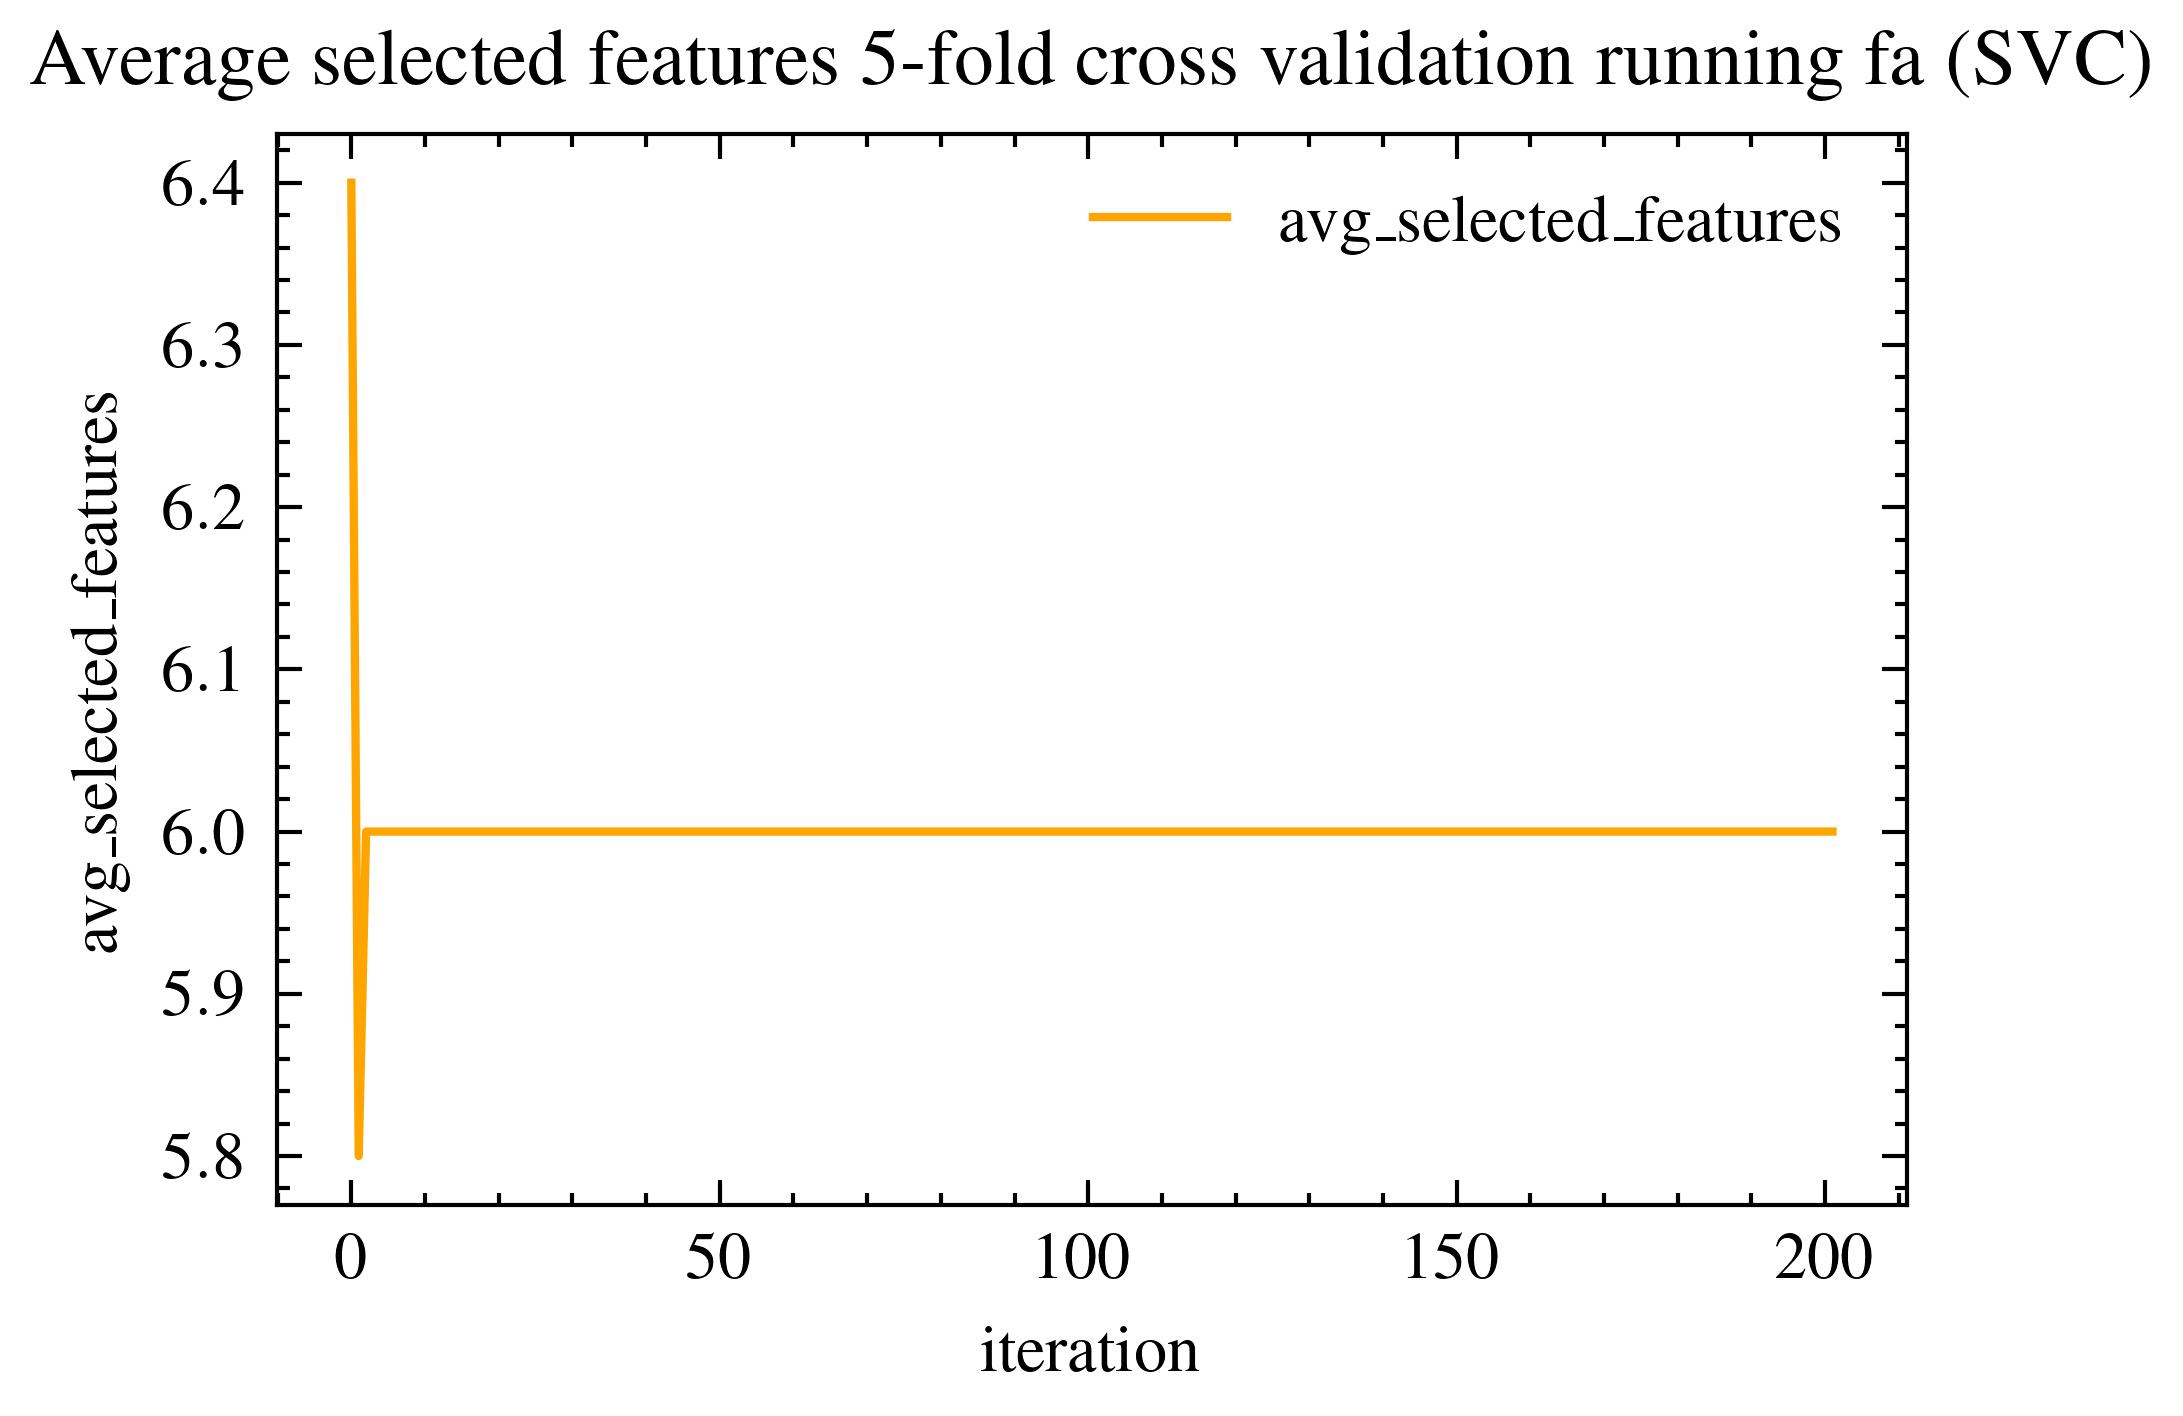 Average selected features 5-fold cross validation running fa (SVC)
avg_selected_features
6.4
6.3
6.2
6.1
6.0
5.9
5.8
avg_selected_features
0 50 100 150 200
iteration